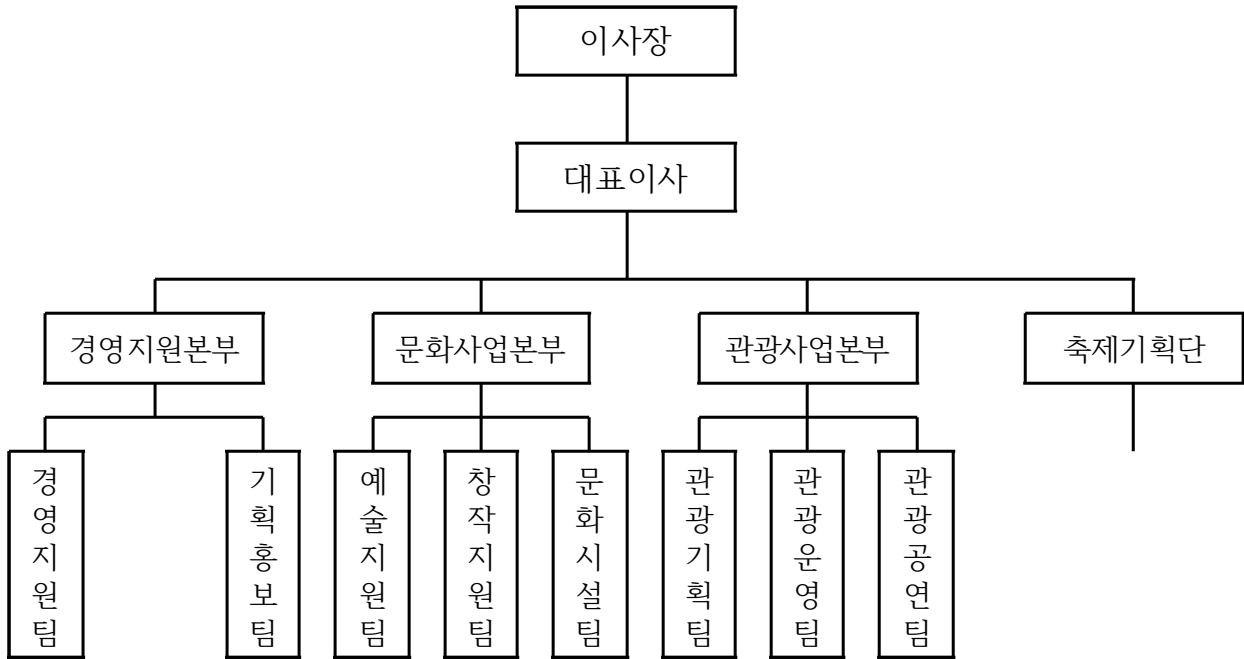 이사장
대표이사
경영지원본부
문화사업본부
관광사업본부
축제기획단
경영지원팀
기획홍보팀
예술지원팀
창작지원팀
문화시설팀
관광기획팀
관광운영팀
관광공연팀